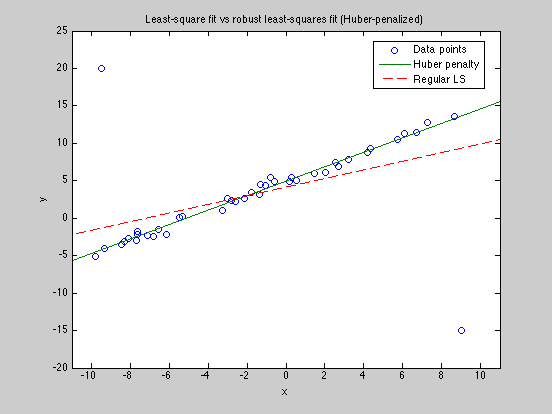 Least-square fit vs robust least-squares fit (Huber-penalized)
Data points
Huber penalty
Regular LS
25
20
15
10
5
0
-5
-10
-15
-20
y
-10 -8 -6 -4 -2 0 2 4 6 8 10
x